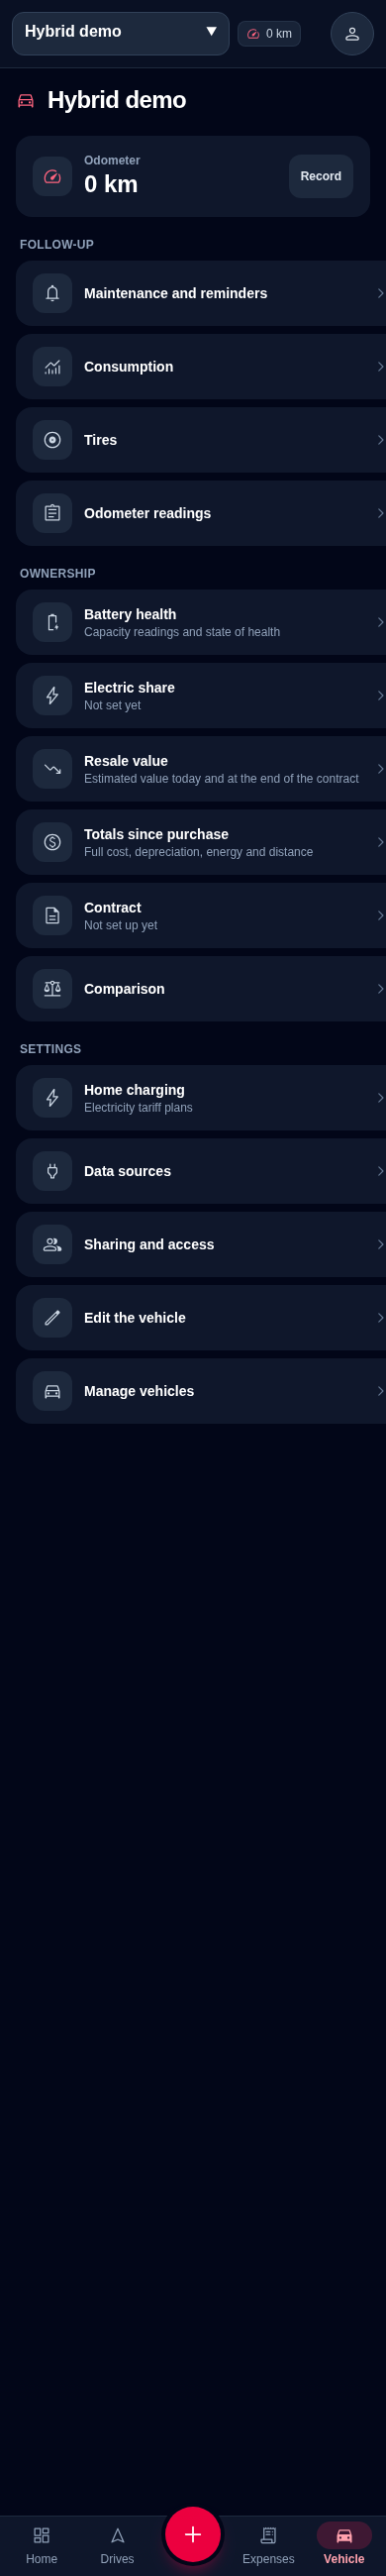 Hybrid demo
0 km
Hybrid demo
Odometer
0 km
Record
FOLLOW-UP
Maintenance and reminders
Consumption
Tires
Odometer readings
OWNERSHIP
Battery health
Capacity readings and state of health
Electric share
Not set yet
Resale value
Estimated value today and at the end of the contract
Totals since purchase
Full cost, depreciation, energy and distance
Contract
Not set up yet
Comparison
SETTINGS
Home charging
Electricity tariff plans
Data sources
Sharing and access
Edit the vehicle
Manage vehicles
Home
Drives
Expenses
Vehicle